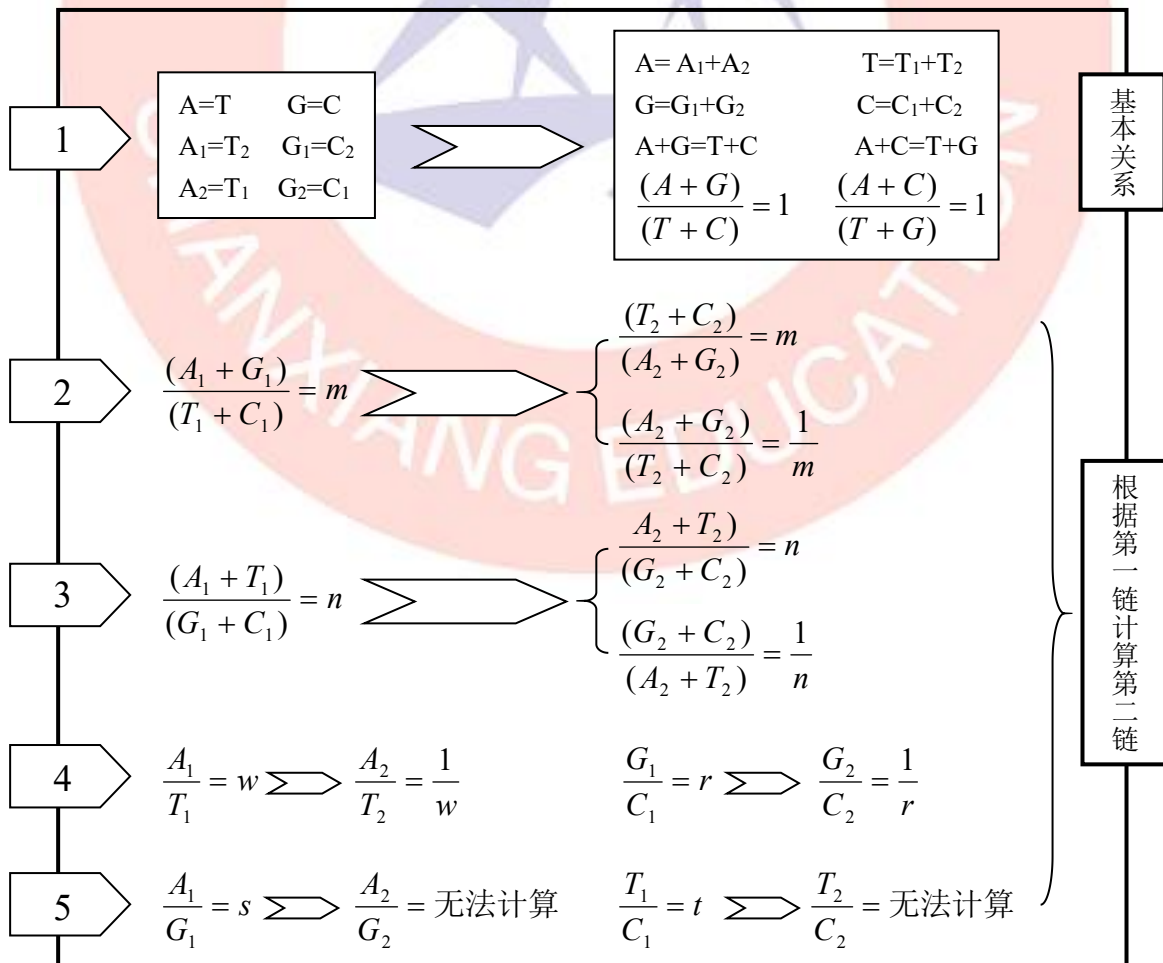 1
A=T G=C
A₁=T₂ G₁=C₂
A₂=T₁ G₂=C₁
A= A₁+A₂ T=T₁+T₂
G=G₁+G₂ C=C₁+C₂
A+G=T+C A+C=T+G
(A+G)/(T+C)=1 (A+C)/(T+G)=1
基本关系
2
(A₁+G₁)/(T₁+C₁)=m
(T₂+C₂)/(A₂+G₂)=m
(A₂+G₂)/(T₂+C₂)=1/m
3
(A₁+T₁)/(G₁+C₁)=n
A₂+T₂)/(G₂+C₂)=n
(G₂+C₂)/(A₂+T₂)=1/n
4
A₁/T₁=w A₂/T₂=1/w G₁/C₁=r G₂/C₂=1/r
5
A₁/G₁=s A₂/G₂=无法计算 T₁/C₁=t T₂/C₂=无法计算
根据第一链计算第二链
XIANG EDUCATION